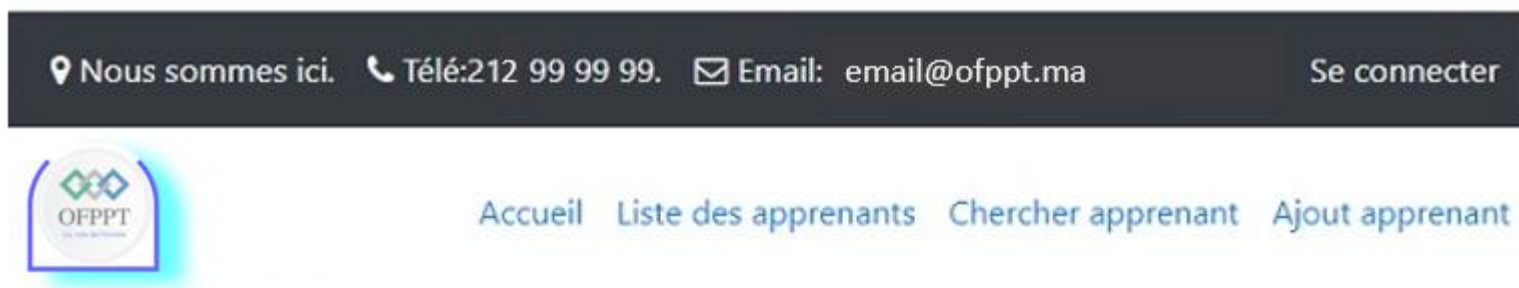 Nous sommes ici. Télé:212 99 99 99. Email: email@ofppt.ma Se connecter
OFPPT
Accueil Liste des apprenants Chercher apprenant Ajout apprenant